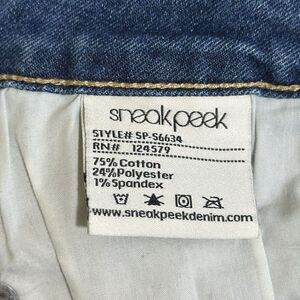 sneakpeek
STYLE# SP-S6634
RN# 124579
75% Cotton
24%Polyester
1%Spandex
www.sneakpeekdenim.com